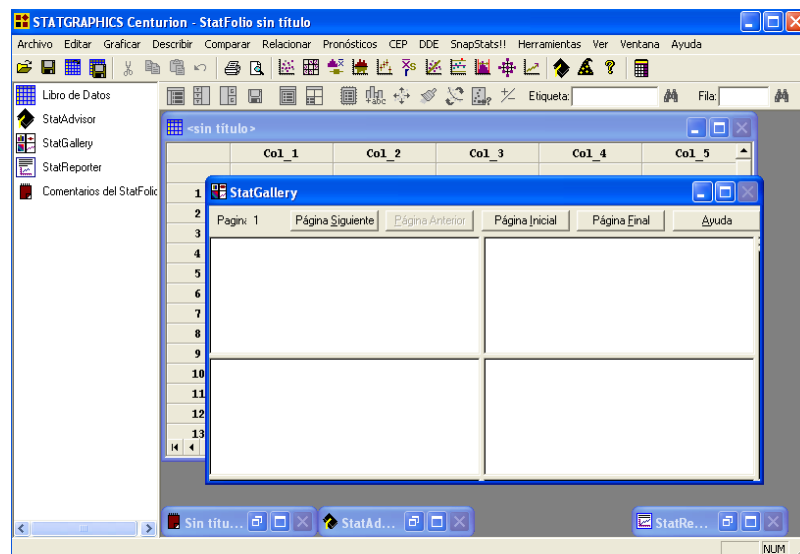 STATGRAPHICS Centurion - StatFolio sin título
Archivo Editar Graficar Describir Comparar Relacionar Pronósticos CEP DDE SnapStats!! Herramientas Ver Ventana Ayuda
Etiqueta: Fila:
Libro de Datos
StatAdvisor
StatGallery
StatReporter
Comentarios del StatFolio
<sin título>
Col_1 Col_2 Col_3 Col_4 Col_5
1
2
3
4
5
6
7
8
9
10
11
12
13
StatGallery
Pagina 1 Página Siguiente Página Anterior Página Inicial Página Final Ayuda
Sin títu... StatAd... StatRe...
NUM